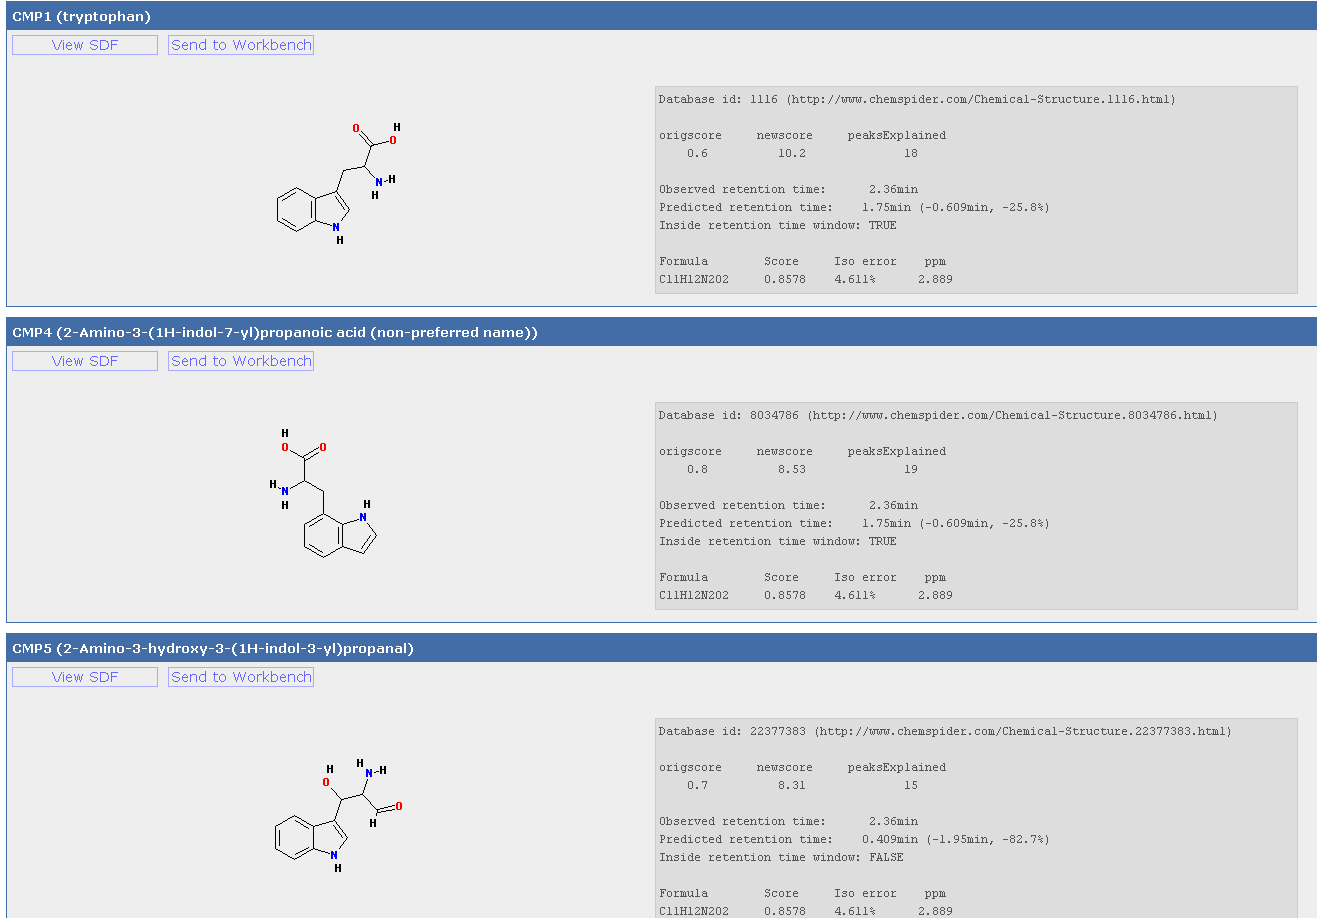 CMP1 (tryptophan)
View SDF Send to Workbench
Database id: 1116 (http://www.chemspider.com/Chemical-Structure.1116.html)
origscore newscore peaksExplained
0.6 10.2 18
Observed retention time: 2.36min
Predicted retention time: 1.75min (-0.609min, -25.8%)
Inside retention time window: TRUE
Formula Score Iso error ppm
C11H12N2O2 0.8578 4.611% 2.889
O
H
O
N-H
H
N
H
CMP4 (2-Amino-3-(1H-indol-7-yl)propanoic acid (non-preferred name))
View SDF Send to Workbench
Database id: 8034786 (http://www.chemspider.com/Chemical-Structure.8034786.html)
origscore newscore peaksExplained
0.8 8.53 19
Observed retention time: 2.36min
Predicted retention time: 1.75min (-0.609min, -25.8%)
Inside retention time window: TRUE
Formula Score Iso error ppm
C11H12N2O2 0.8578 4.611% 2.889
H
O O
H N
H
H
N
CMP5 (2-Amino-3-hydroxy-3-(1H-indol-3-yl)propanal)
View SDF Send to Workbench
Database id: 22377383 (http://www.chemspider.com/Chemical-Structure.22377383.html)
origscore newscore peaksExplained
0.7 8.31 15
Observed retention time: 2.36min
Predicted retention time: 0.409min (-1.95min, -82.7%)
Inside retention time window: FALSE
Formula Score Iso error ppm
C11H12N2O2 0.8578 4.611% 2.889
H
H
N-H
O
O
H
N
H